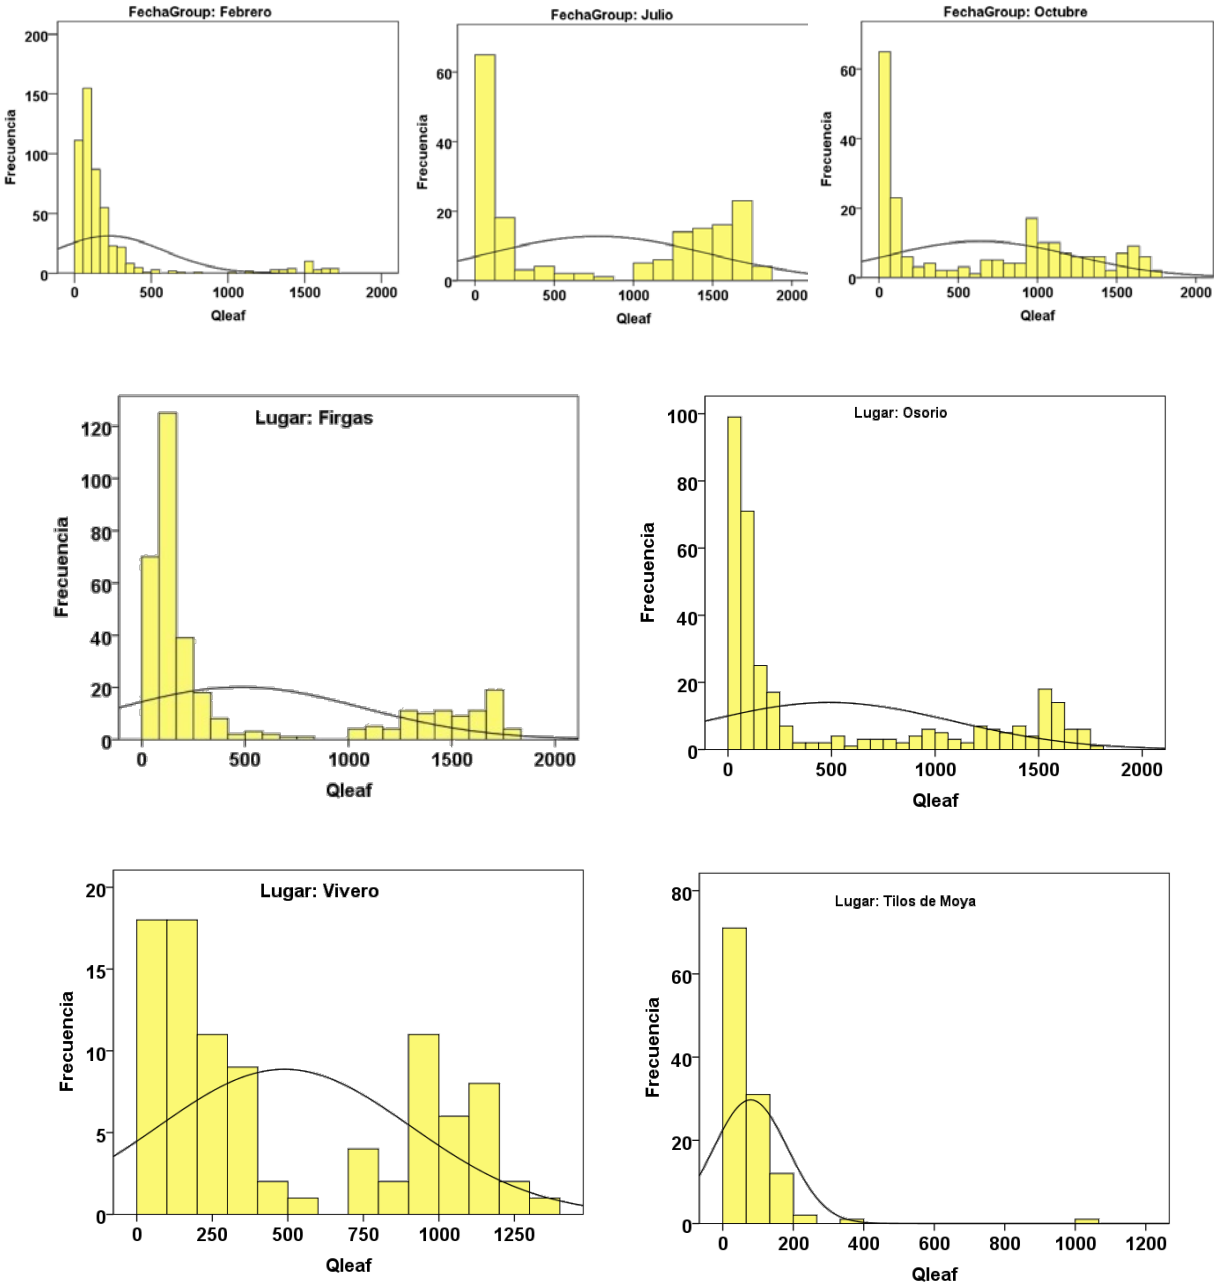 FechaGroup: Febrero
200
150
100
50
0
Frecuencia
0 500 1000 1500 2000
Qleaf
FechaGroup: Julio
60
40
20
0
Frecuencia
0 500 1000 1500 2000
Qleaf
FechaGroup: Octubre
60
40
20
0
Frecuencia
0 500 1000 1500 2000
Qleaf
Lugar: Firgas
120
100
80
60
40
20
0
Frecuencia
0 500 1000 1500 2000
Qleaf
Lugar: Osorio
100
80
60
40
20
0
Frecuencia
0 500 1000 1500 2000
Qleaf
Lugar: Vivero
20
15
10
5
0
Frecuencia
0 250 500 750 1000 1250
Qleaf
Lugar: Tilos de Moya
80
60
40
20
0
Frecuencia
0 200 400 600 800 1000 1200
Qleaf